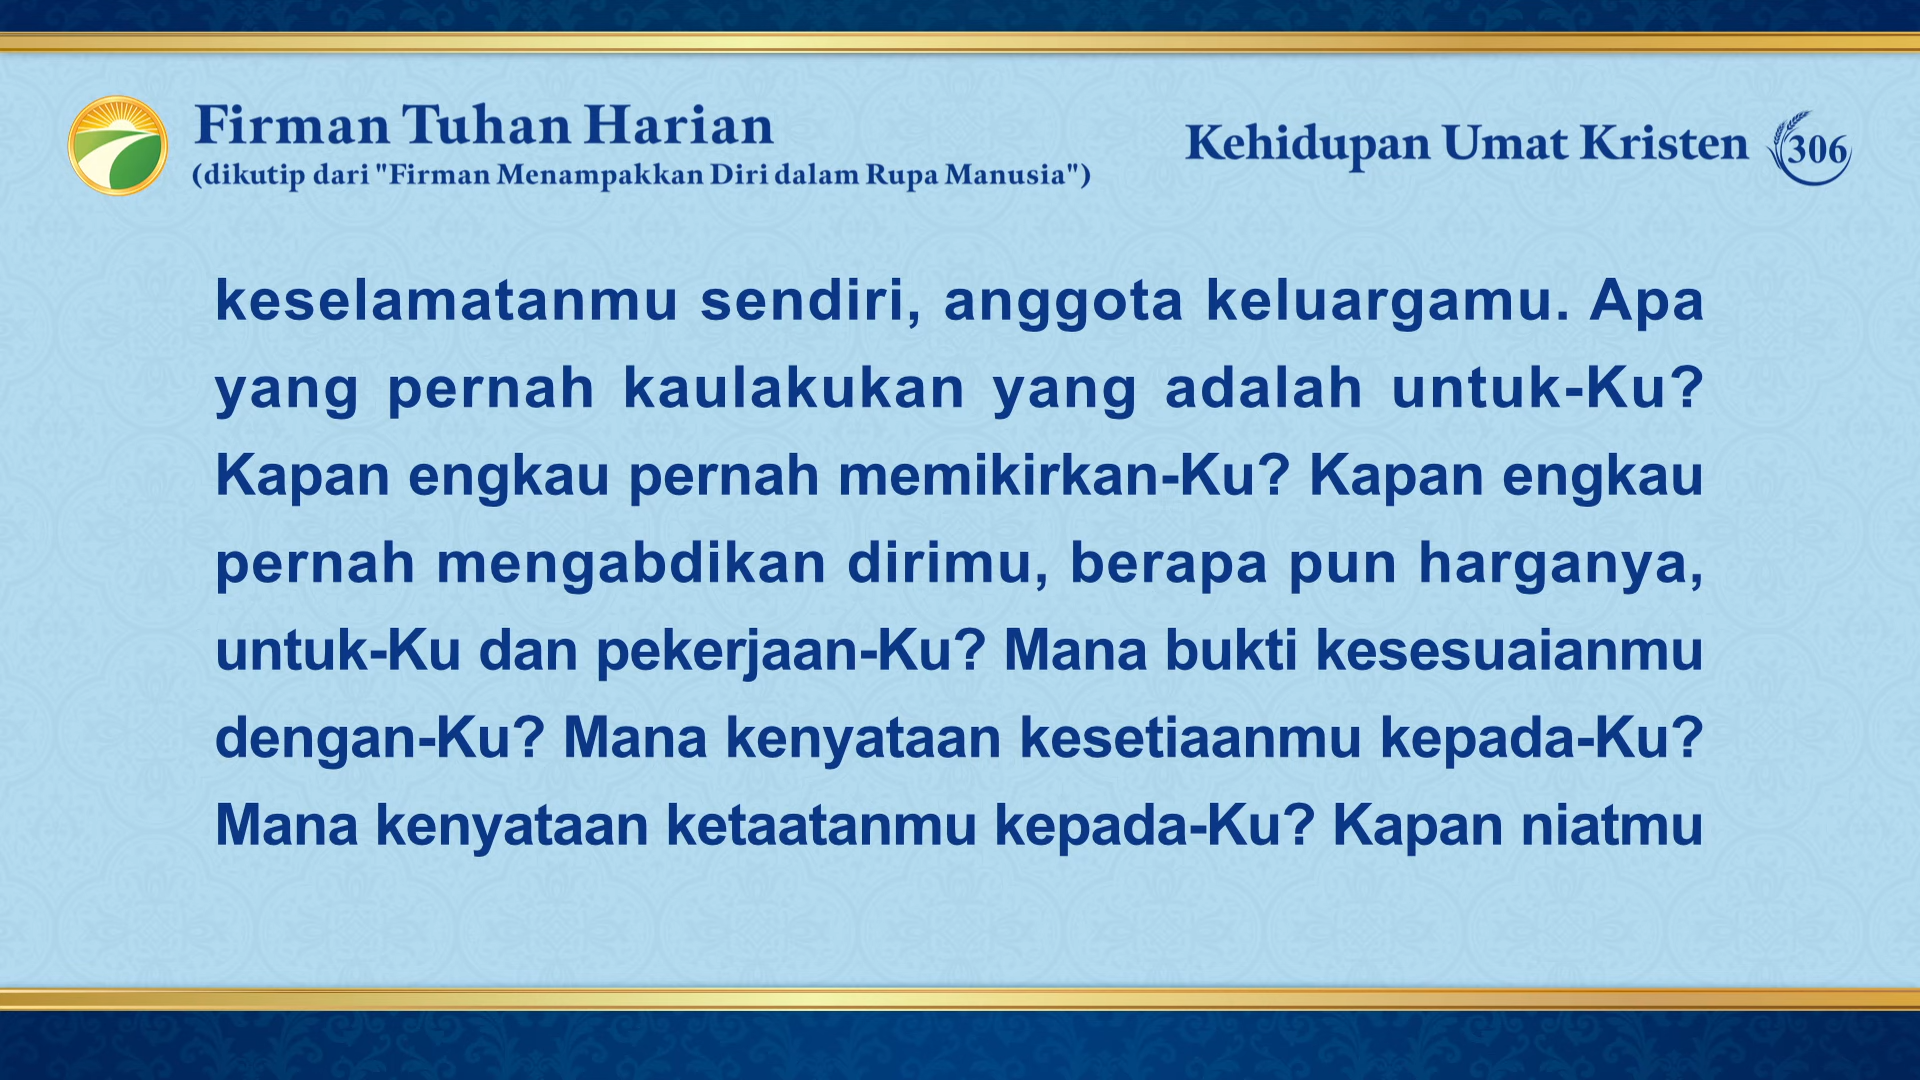 Firman Tuhan Harian
(dikutip dari "Firman Menampakkan Diri dalam Rupa Manusia")
Kehidupan Umat Kristen 306
keselamatanmu sendiri, anggota keluargamu. Apa
yang pernah kaulakukan yang adalah untuk-Ku?
Kapan engkau pernah memikirkan-Ku? Kapan engkau
pernah mengabdikan dirimu, berapa pun harganya,
untuk-Ku dan pekerjaan-Ku? Mana bukti kesesuaianmu
dengan-Ku? Mana kenyataan kesetiaanmu kepada-Ku?
Mana kenyataan ketaatanmu kepada-Ku? Kapan niatmu